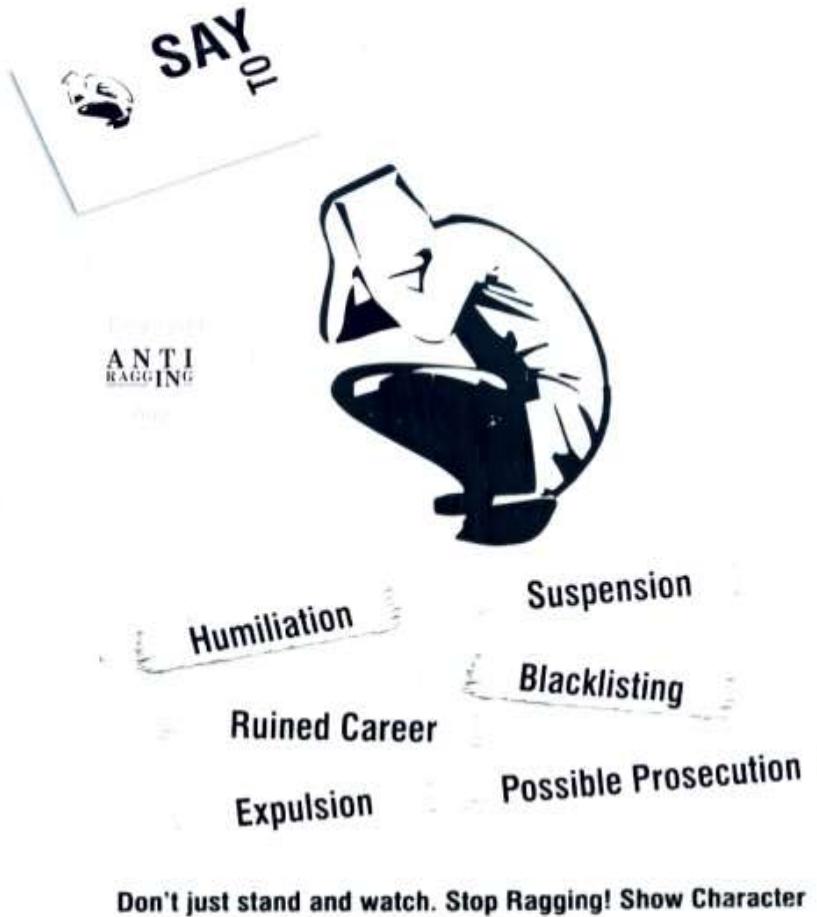 SAY
TO
ANTI
RAGGING
Humiliation
Suspension
Blacklisting
Ruined Career
Possible Prosecution
Expulsion
Don't just stand and watch. Stop Ragging! Show Character